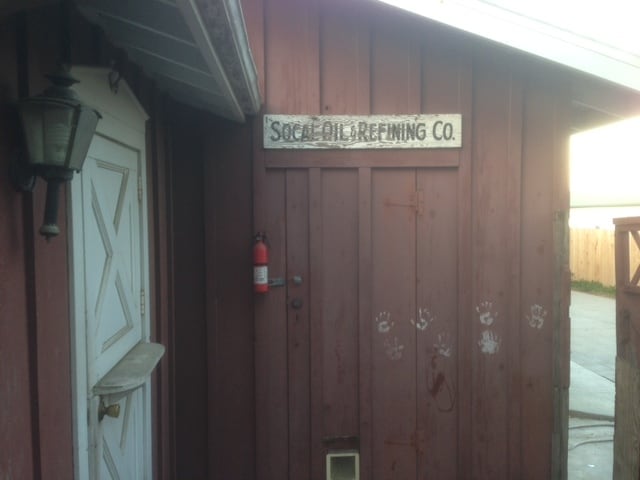 SOCAL OIL & REFINING CO.